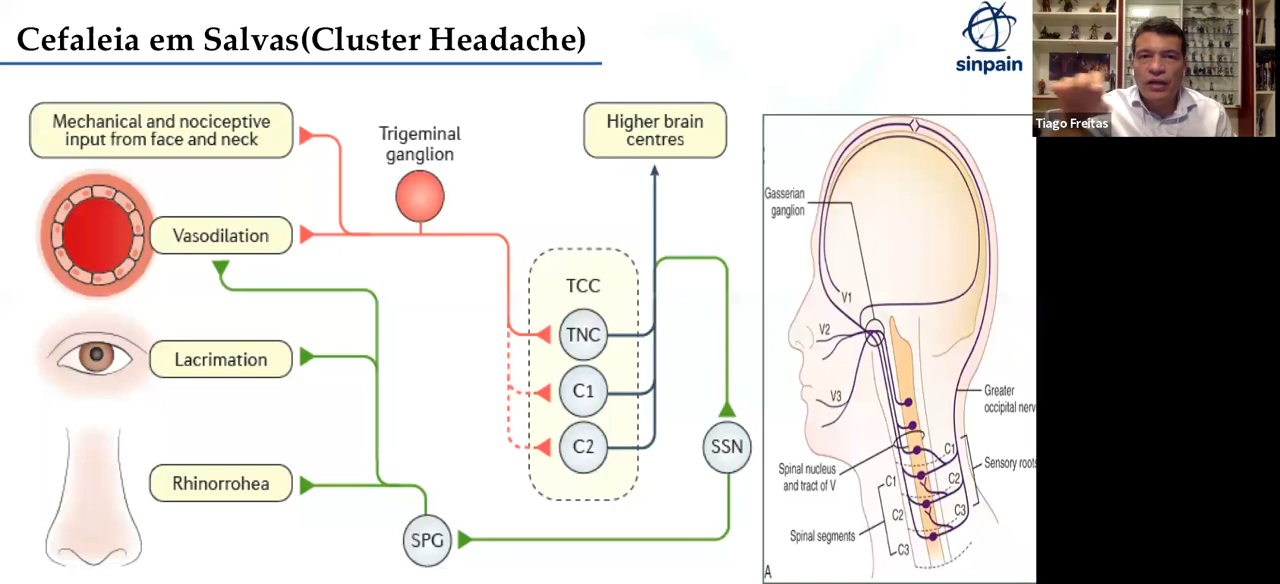 Cefaleia em Salvas(Cluster Headache)
sinpain
Tiago Freitas
Mechanical and nociceptive
input from face and neck
Trigeminal
ganglion
Higher brain
centres
Vasodilation
TCC
TNC
C1
C2
Lacrimation
Rhinorrohea
SSN
SPG
Gasserian
ganglion
V1
V2
V3
Greater
occipital nerv
C1
Sensory roots
C2
C3
Spinal nucleus
and tract of V
C1
C2
C3
Spinal segments
A